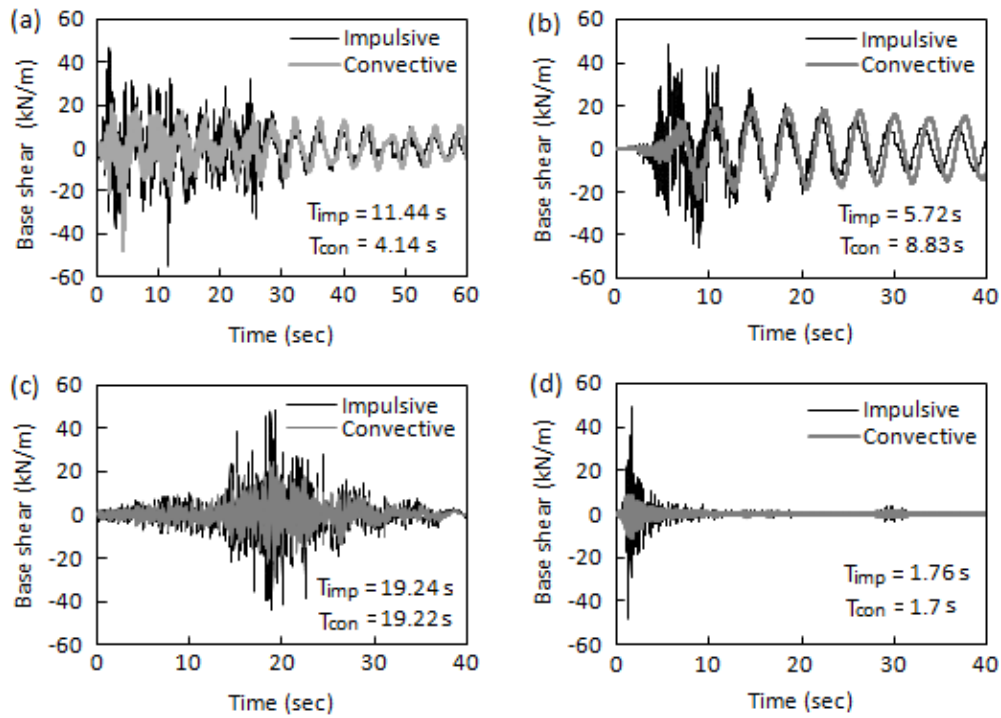 (a)
60
40
20
0
-20
-40
-60
Base shear (kN/m)
Impulsive
Convective
Timp = 11.44 s
Tcon = 4.14 s
0 10 20 30 40 50 60
Time (sec)
(b)
60
40
20
0
-20
-40
-60
Base shear (kN/m)
Impulsive
Convective
Timp = 5.72 s
Tcon = 8.83 s
0 10 20 30 40
Time (sec)
(c)
60
40
20
0
-20
-40
-60
Base shear (kN/m)
Impulsive
Convective
Timp = 19.24 s
Tcon = 19.22 s
0 10 20 30 40
Time (sec)
(d)
60
40
20
0
-20
-40
-60
Base shear (kN/m)
Impulsive
Convective
Timp = 1.76 s
Tcon = 1.7 s
0 10 20 30 40
Time (sec)